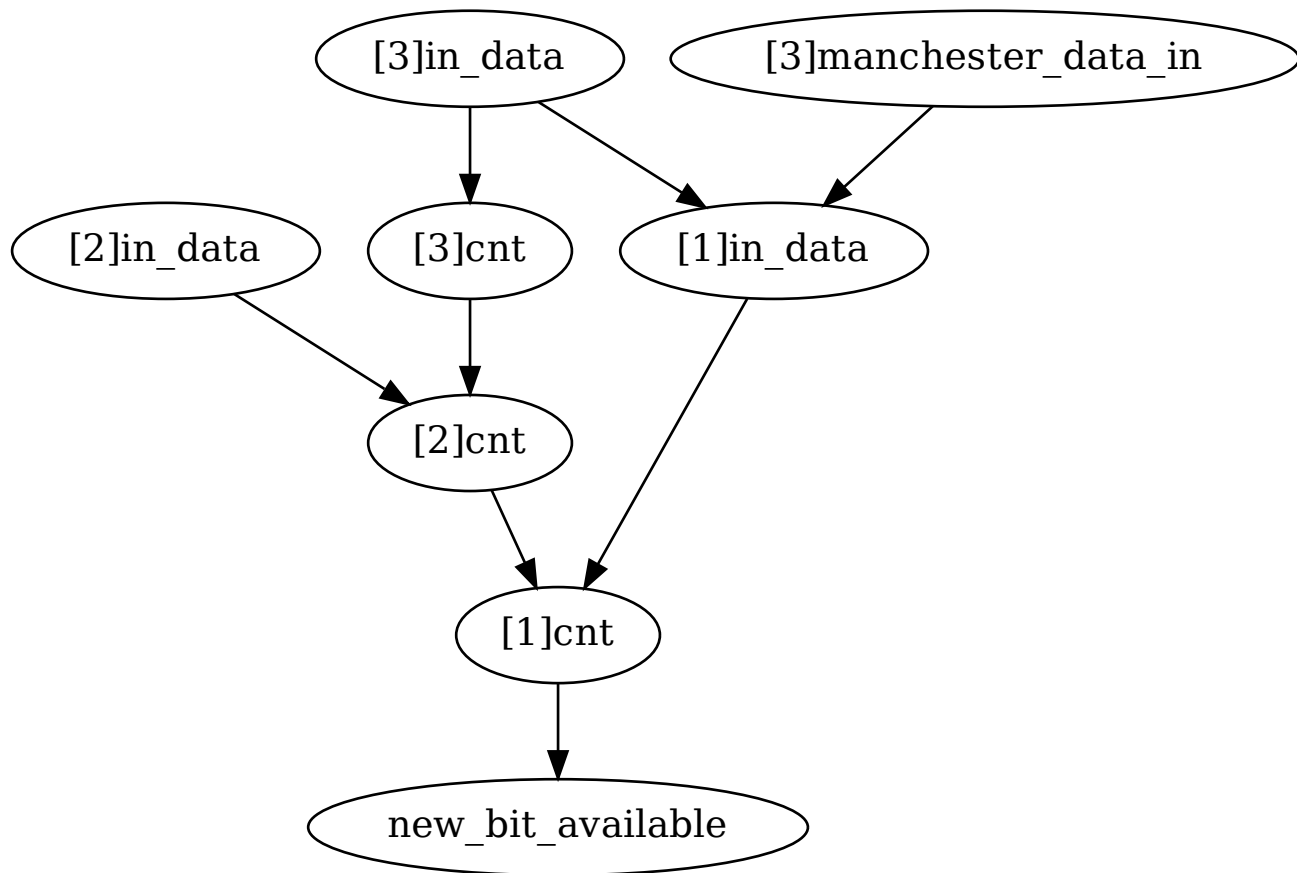 [3]in_data
[3]manchester_data_in
[2]in_data
[3]cnt
[1]in_data
[2]cnt
[1]cnt
new_bit_available